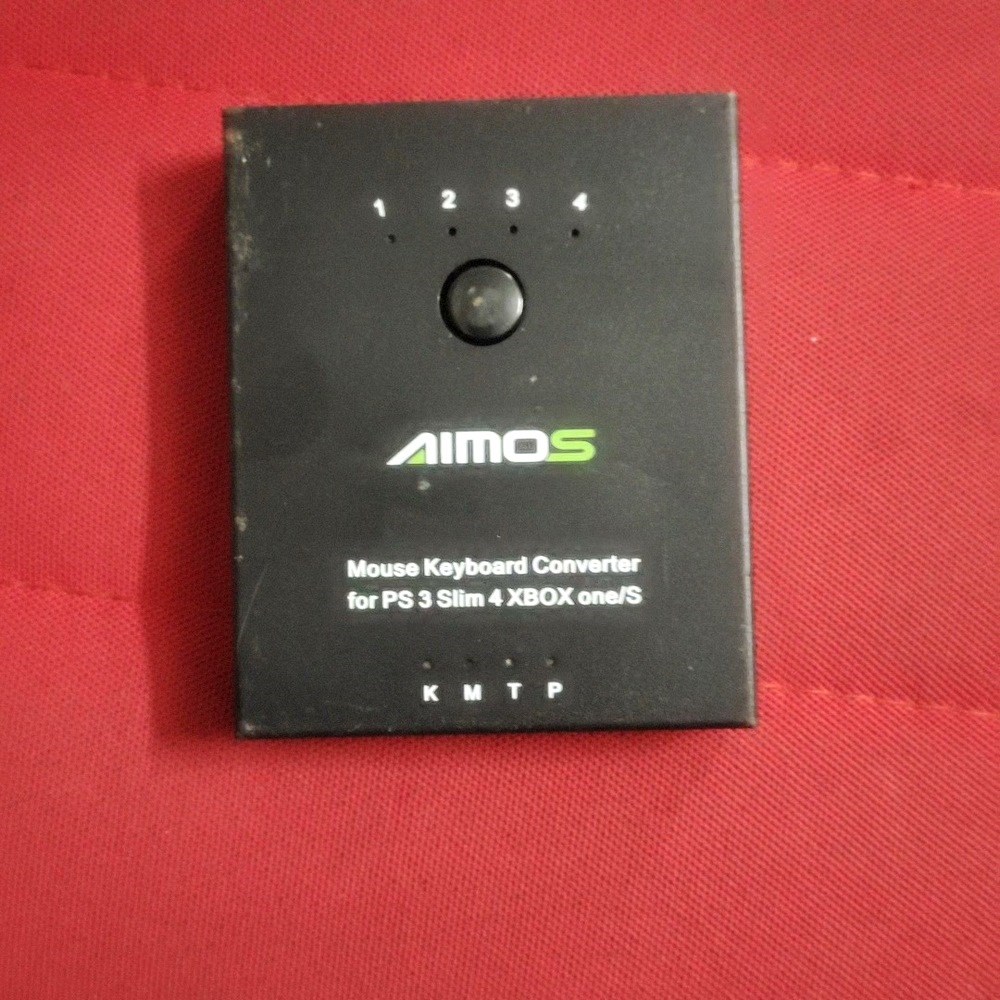 1 2 3 4
AIMOS
Mouse Keyboard Converter
for PS 3 Slim 4 XBOX one/S
K M T P